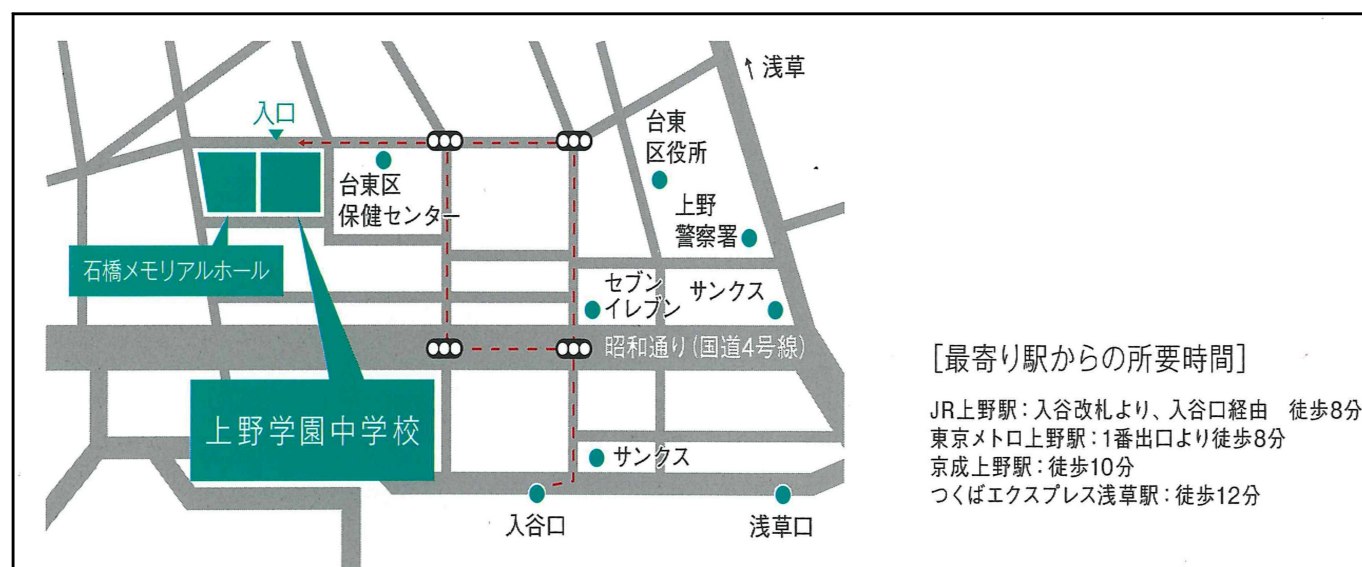 浅草
入口
台東
区役所
台東区
保健センター
上野
警察署
石橋メモリアルホール
セブン
イレブン
サンクス
昭和通り(国道4号線)
上野学園中学校
サンクス
入谷口
浅草口
[最寄り駅からの所要時間]
JR上野駅:入谷改札より、入谷口経由 徒歩8分
東京メトロ上野駅:1番出口より徒歩8分
京成上野駅:徒歩10分
つくばエクスプレス浅草駅:徒歩12分